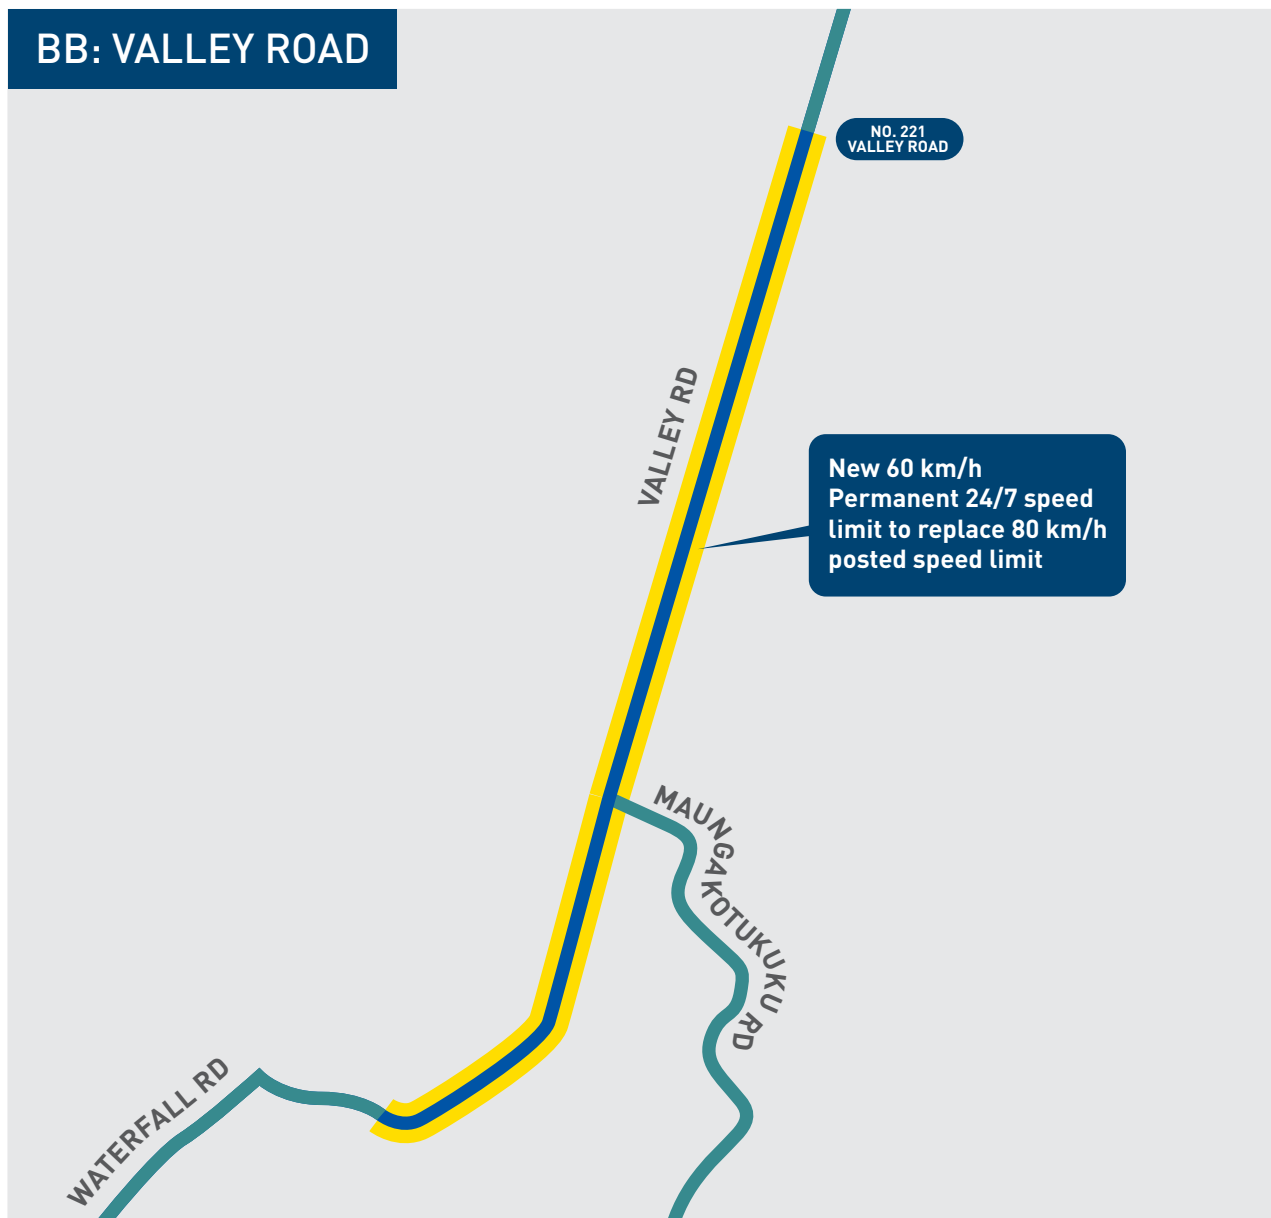 BB: VALLEY ROAD
NO. 221
VALLEY ROAD
VALLEY RD
New 60 km/h
Permanent 24/7 speed
limit to replace 80 km/h
posted speed limit
MAUNGAKOTUKUKU RD
WATERFALL RD